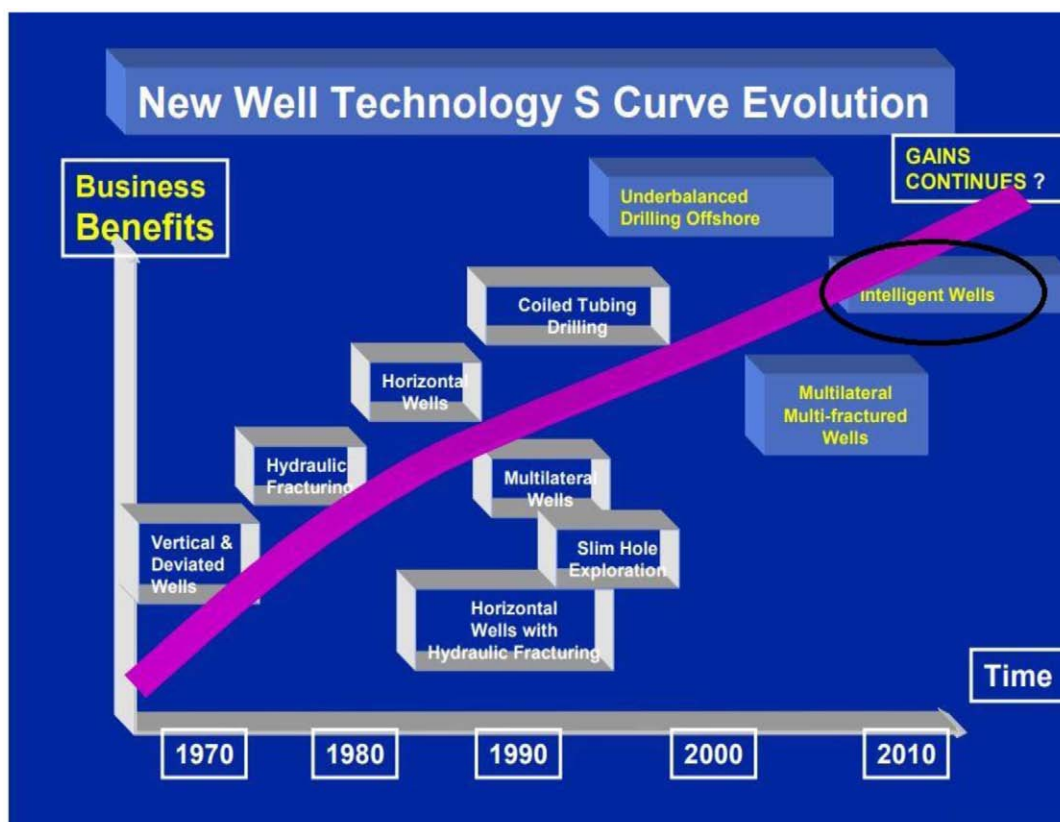 New Well Technology S Curve Evolution
Business
Benefits
GAINS
CONTINUES ?
Underbalanced
Drilling Offshore
Intelligent Wells
Coiled Tubing
Drilling
Horizontal
Wells
Multilateral
Multi-fractured
Wells
Hydraulic
Fracturing
Multilateral
Wells
Vertical &
Deviated
Wells
Slim Hole
Exploration
Horizontal
Wells with
Hydraulic Fracturing
Time
1970
1980
1990
2000
2010